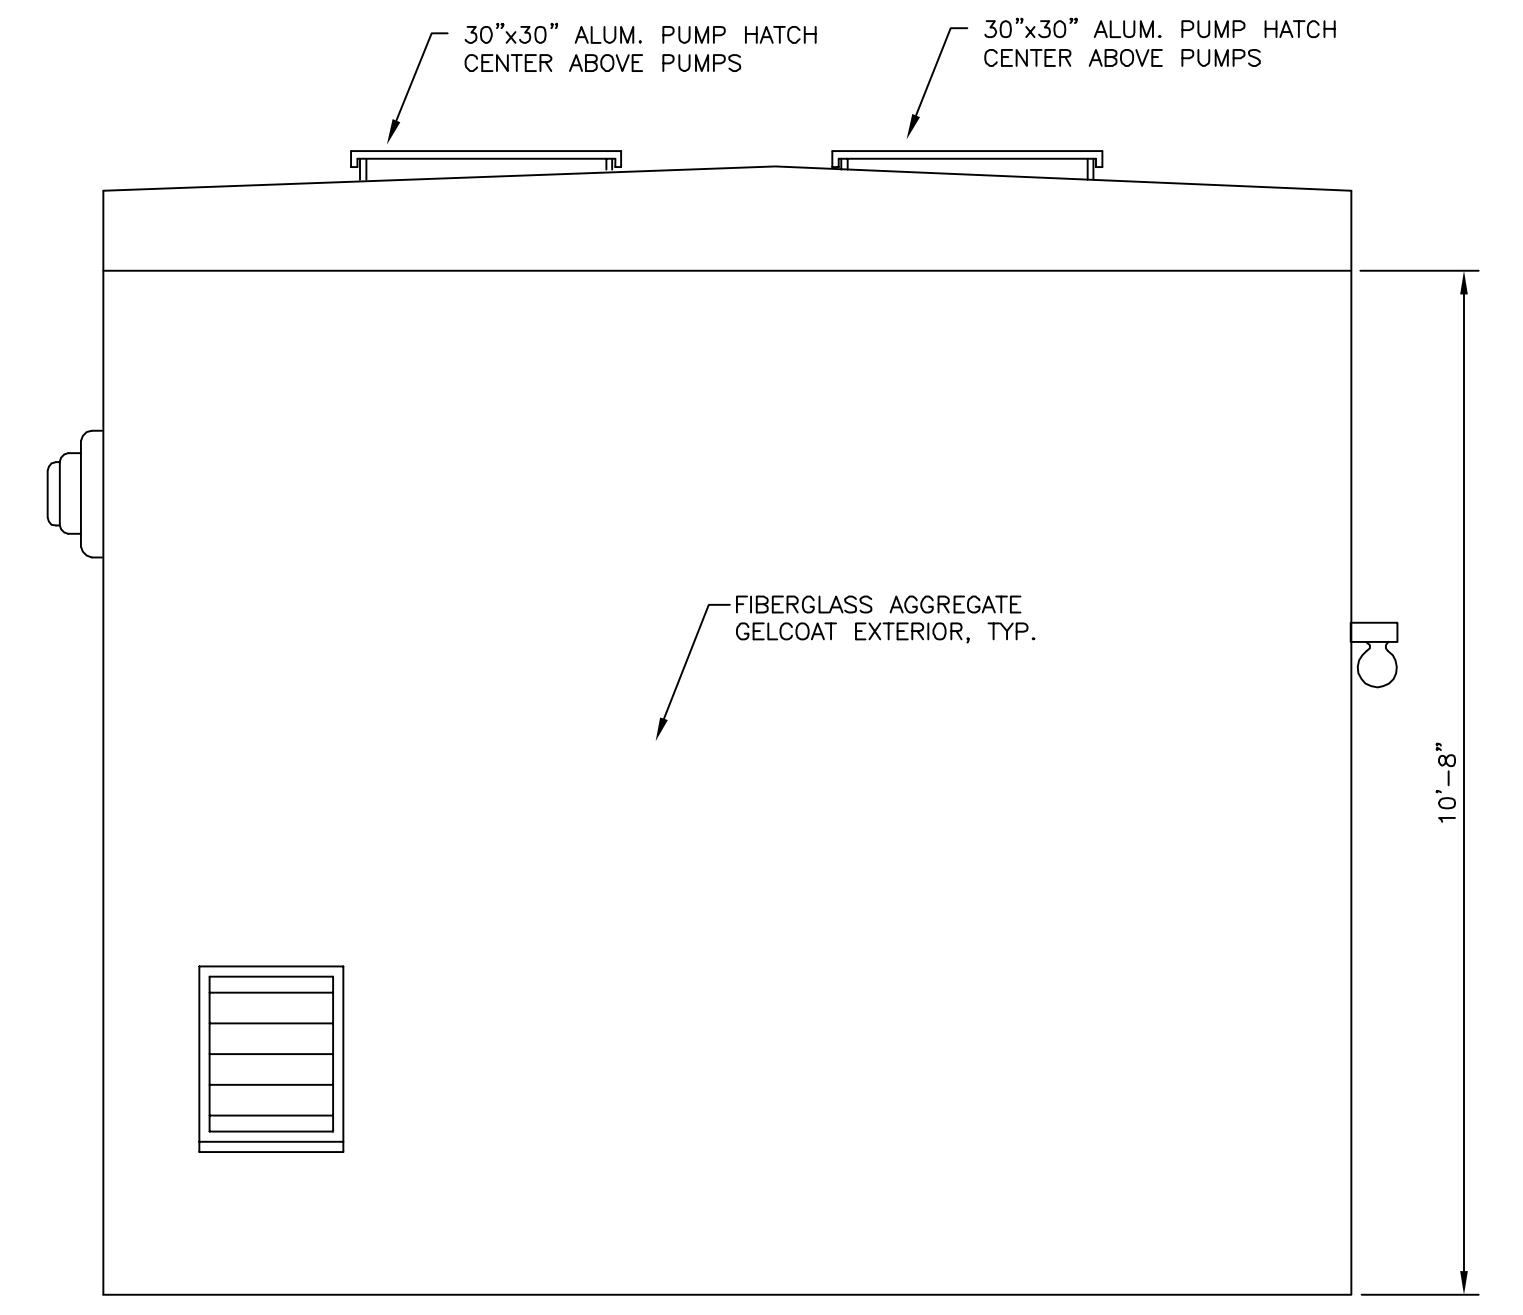 30”x30” ALUM. PUMP HATCH
CENTER ABOVE PUMPS
30”x30” ALUM. PUMP HATCH
CENTER ABOVE PUMPS
FIBERGLASS AGGREGATE
GELCOAT EXTERIOR, TYP.
10'-8”